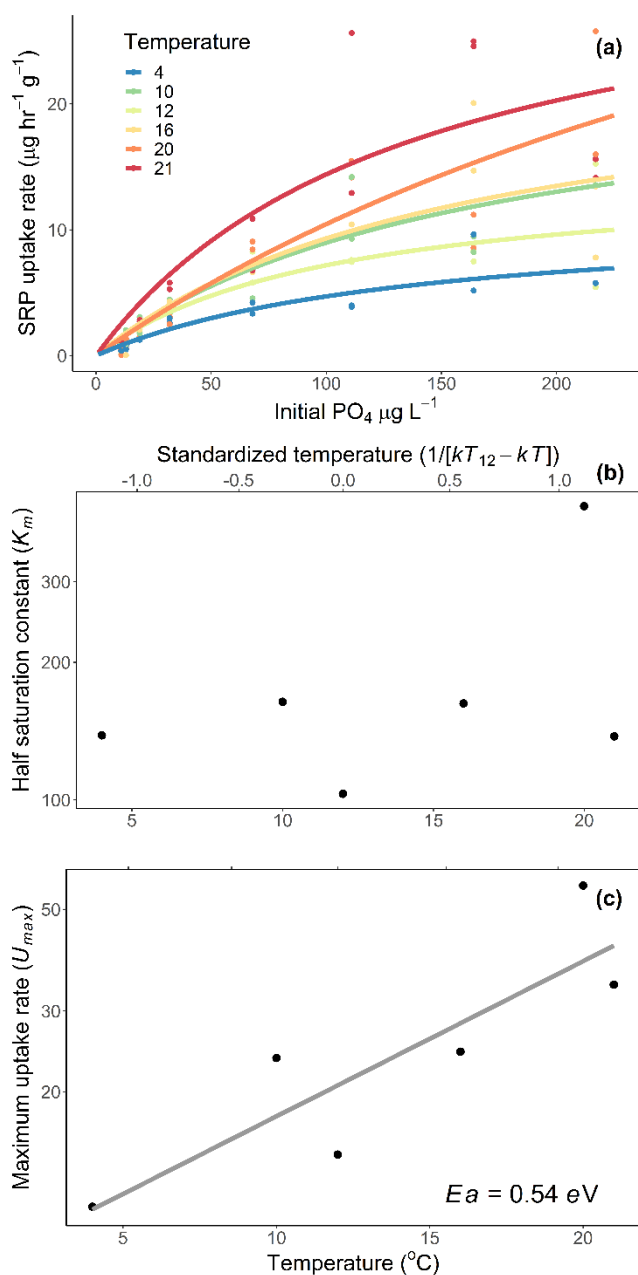 Temperature
(a)
4
10
12
16
20
21
20
10
0
SRP uptake rate (µg hr⁻¹ g⁻¹)
0 50 100 150 200
Initial PO₄ µg L⁻¹
Standardized temperature (1/[kT₁₂ – kT])
-1.0 -0.5 0.0 0.5 1.0
(b)
300
200
100
Half saturation constant (Kₘ)
5 10 15 20
(c)
50
30
20
Maximum uptake rate (Uₘₐₓ)
Ea = 0.54 eV
5 10 15 20
Temperature (°C)